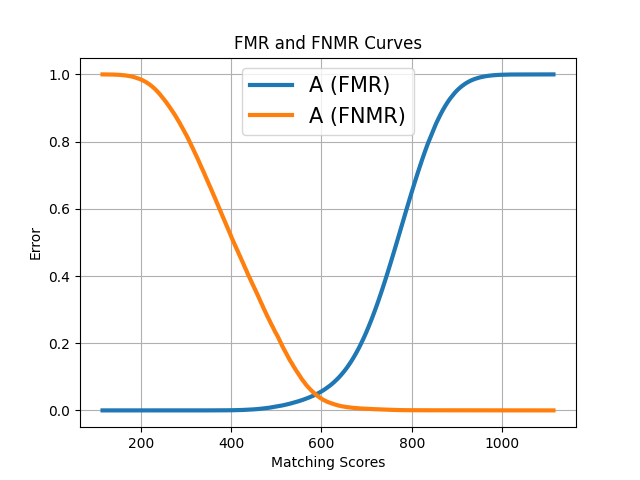 FMR and FNMR Curves
A (FMR)
A (FNMR)
1.0
0.8
0.6
0.4
0.2
0.0
Error
200 400 600 800 1000
Matching Scores